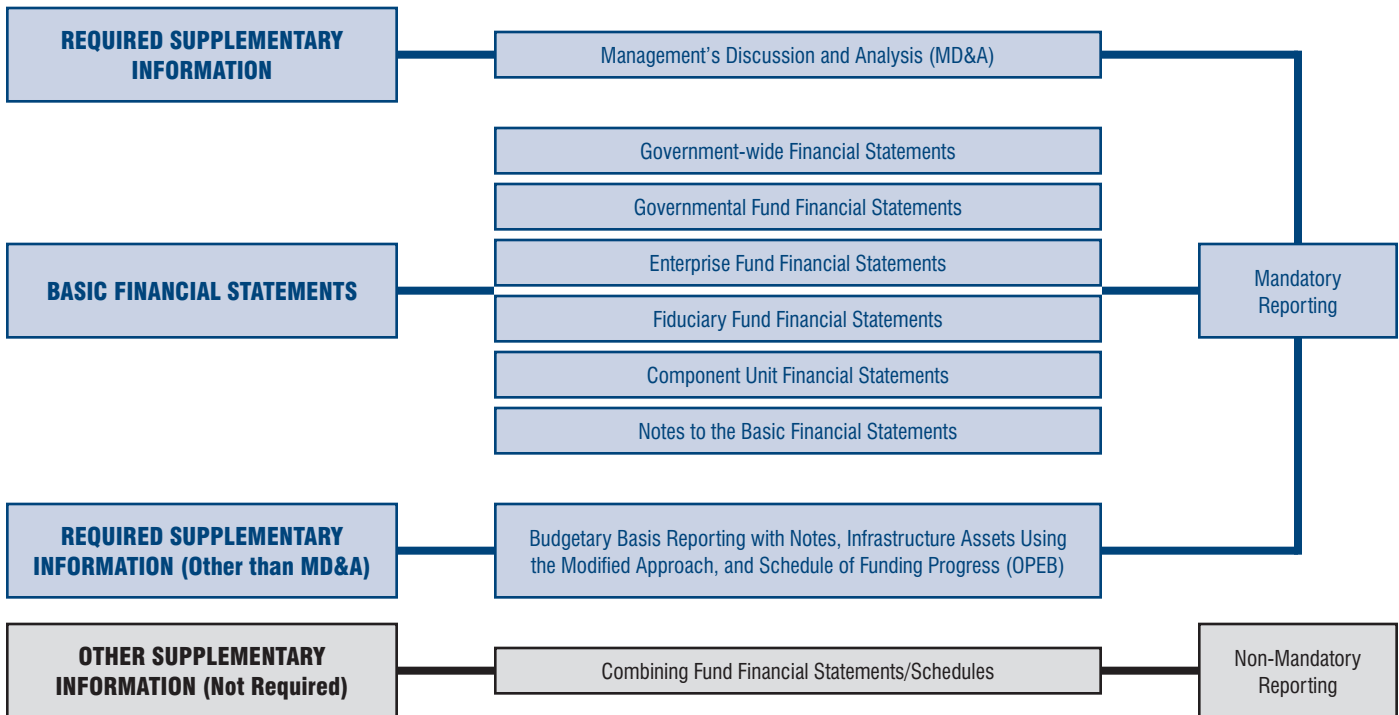 REQUIRED SUPPLEMENTARY
INFORMATION
Management’s Discussion and Analysis (MD&A)
Government-wide Financial Statements
Governmental Fund Financial Statements
BASIC FINANCIAL STATEMENTS
Enterprise Fund Financial Statements
Fiduciary Fund Financial Statements
Component Unit Financial Statements
Notes to the Basic Financial Statements
Mandatory
Reporting
REQUIRED SUPPLEMENTARY
INFORMATION (Other than MD&A)
Budgetary Basis Reporting with Notes, Infrastructure Assets Using
the Modified Approach, and Schedule of Funding Progress (OPEB)
OTHER SUPPLEMENTARY
INFORMATION (Not Required)
Combining Fund Financial Statements/Schedules
Non-Mandatory
Reporting